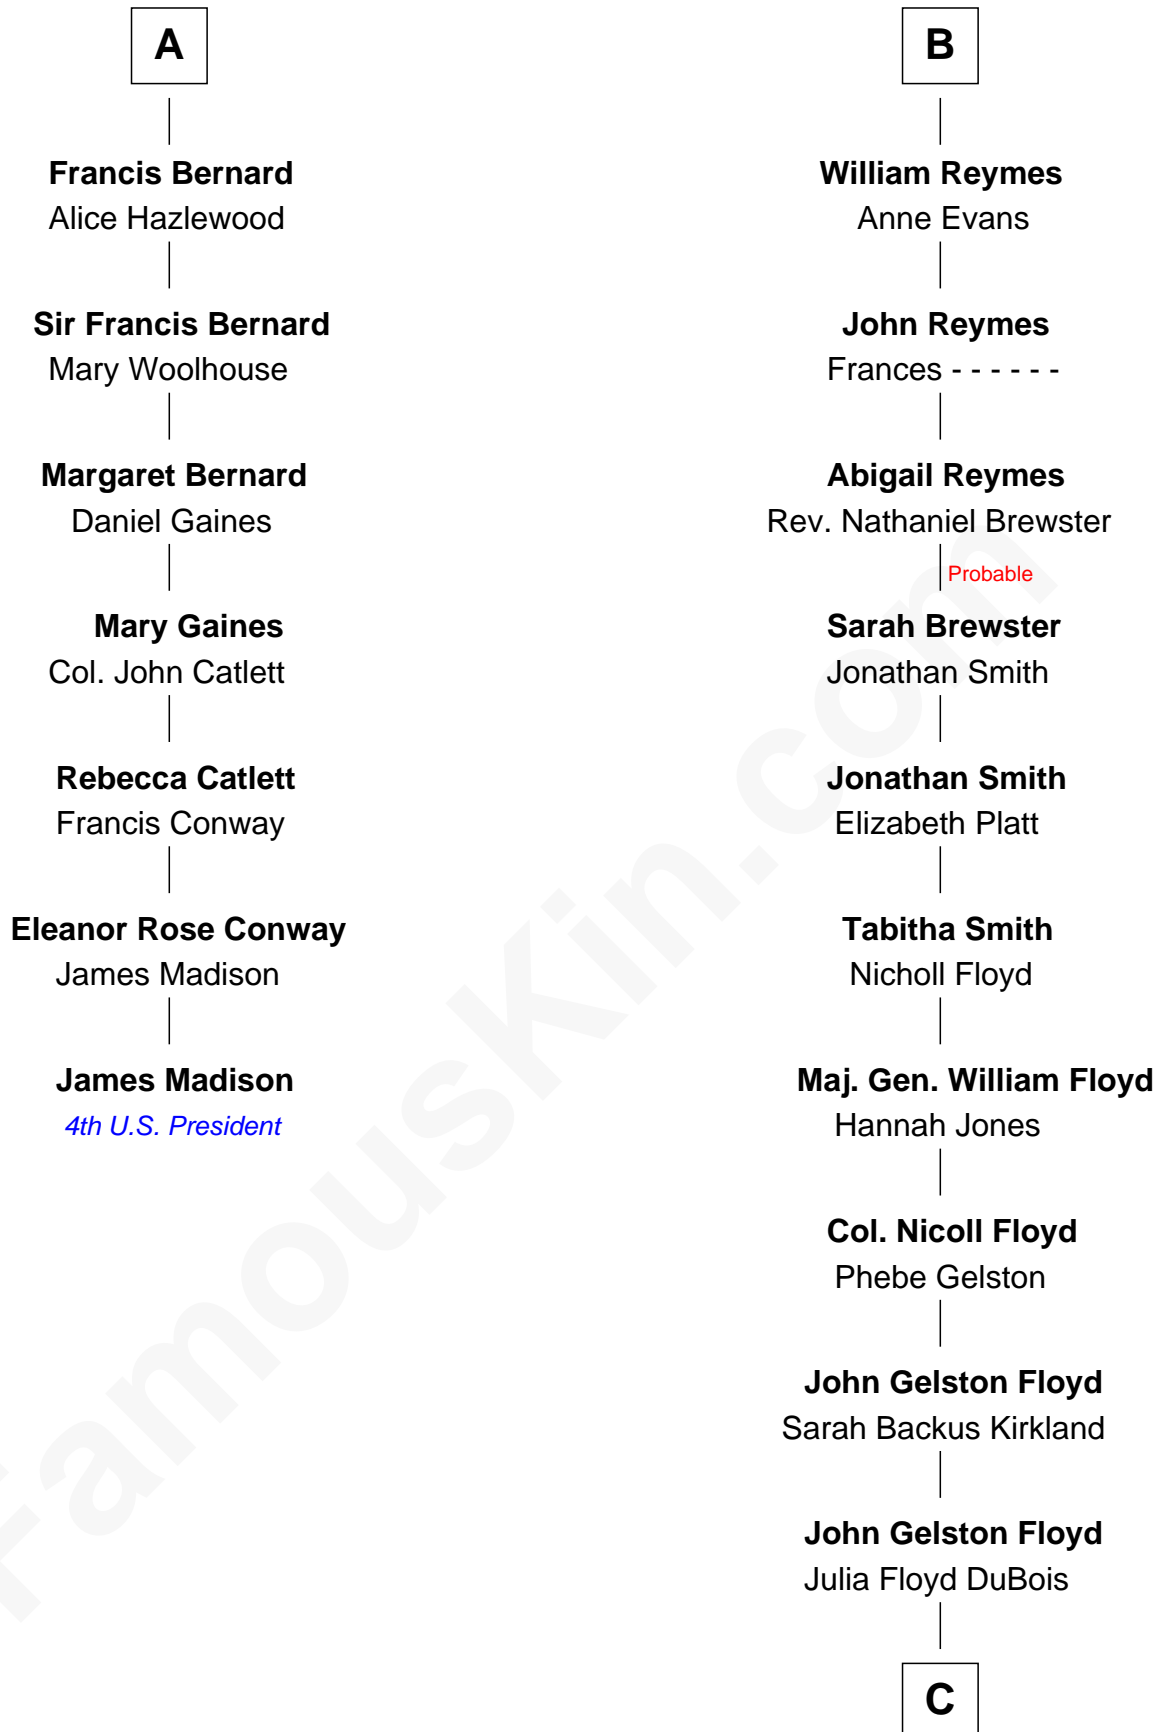 A
Francis Bernard
Alice Hazlewood
Sir Francis Bernard
Mary Woolhouse
Margaret Bernard
Daniel Gaines
Mary Gaines
Col. John Catlett
Rebecca Catlett
Francis Conway
Eleanor Rose Conway
James Madison
James Madison
4th U.S. President
B
William Reymes
Anne Evans
John Reymes
Frances - - - - - -
Abigail Reymes
Rev. Nathaniel Brewster
Probable
Sarah Brewster
Jonathan Smith
Jonathan Smith
Elizabeth Platt
Tabitha Smith
Nicholl Floyd
Maj. Gen. William Floyd
Hannah Jones
Col. Nicoll Floyd
Phebe Gelston
John Gelston Floyd
Sarah Backus Kirkland
John Gelston Floyd
Julia Floyd DuBois
C
FamousKin.com